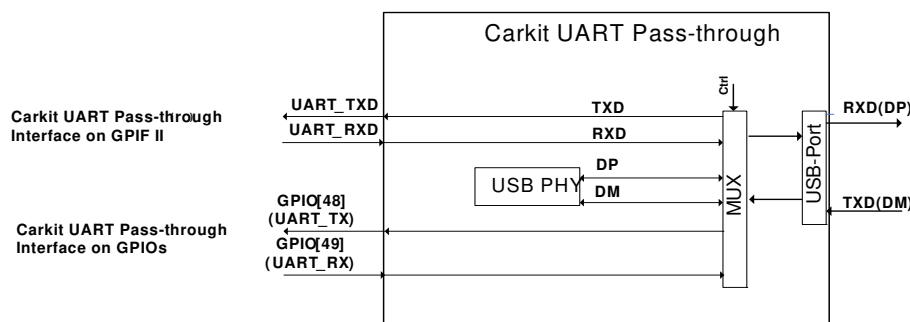 Carkit UART Pass-through
Ctrl
UART_TXD
TXD
RXD(DP)
Carkit UART Pass-through
Interface on GPIF II
UART_RXD
RXD
USB-Port
MUX
DP
USB PHY
DM
TXD(DM)
GPIO[48]
(UART_TX)
Carkit UART Pass-through
Interface on GPIOs
GPIO[49]
(UART_RX)